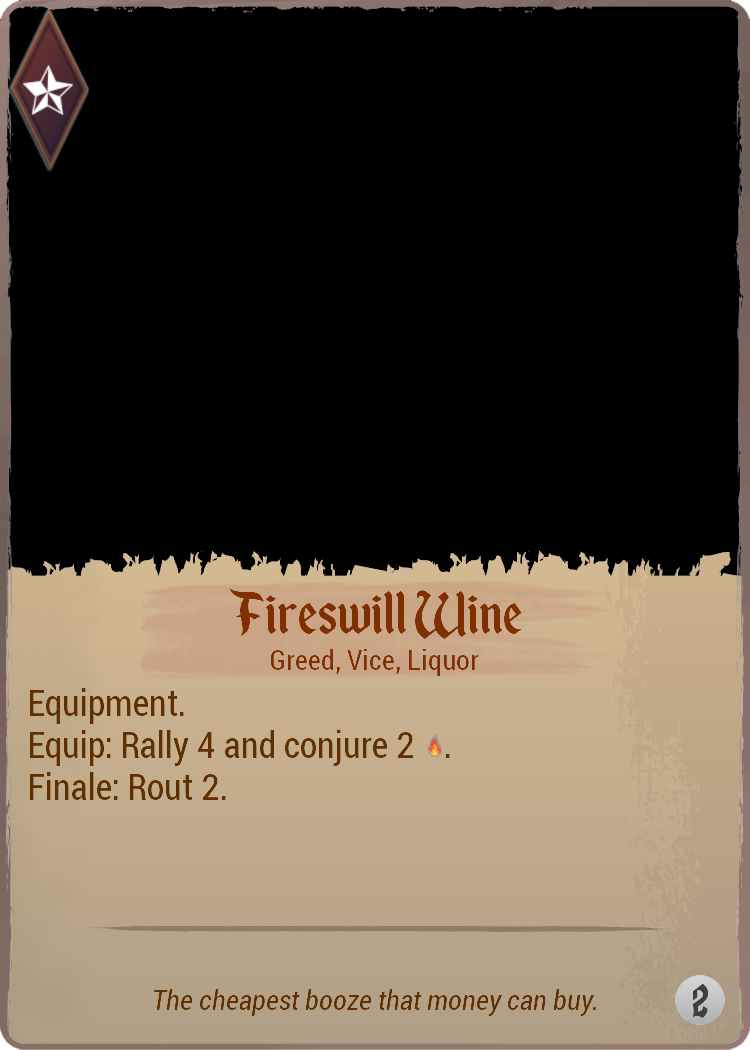 Fireswill Wine
Greed, Vice, Liquor
Equipment.
Equip: Rally 4 and conjure 2 🔥.
Finale: Rout 2.
The cheapest booze that money can buy.
2